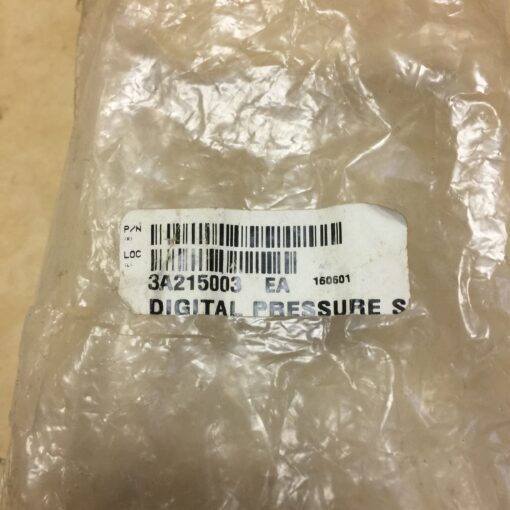 P/N
LOC
3A215003 EA 160601
DIGITAL PRESSURE S